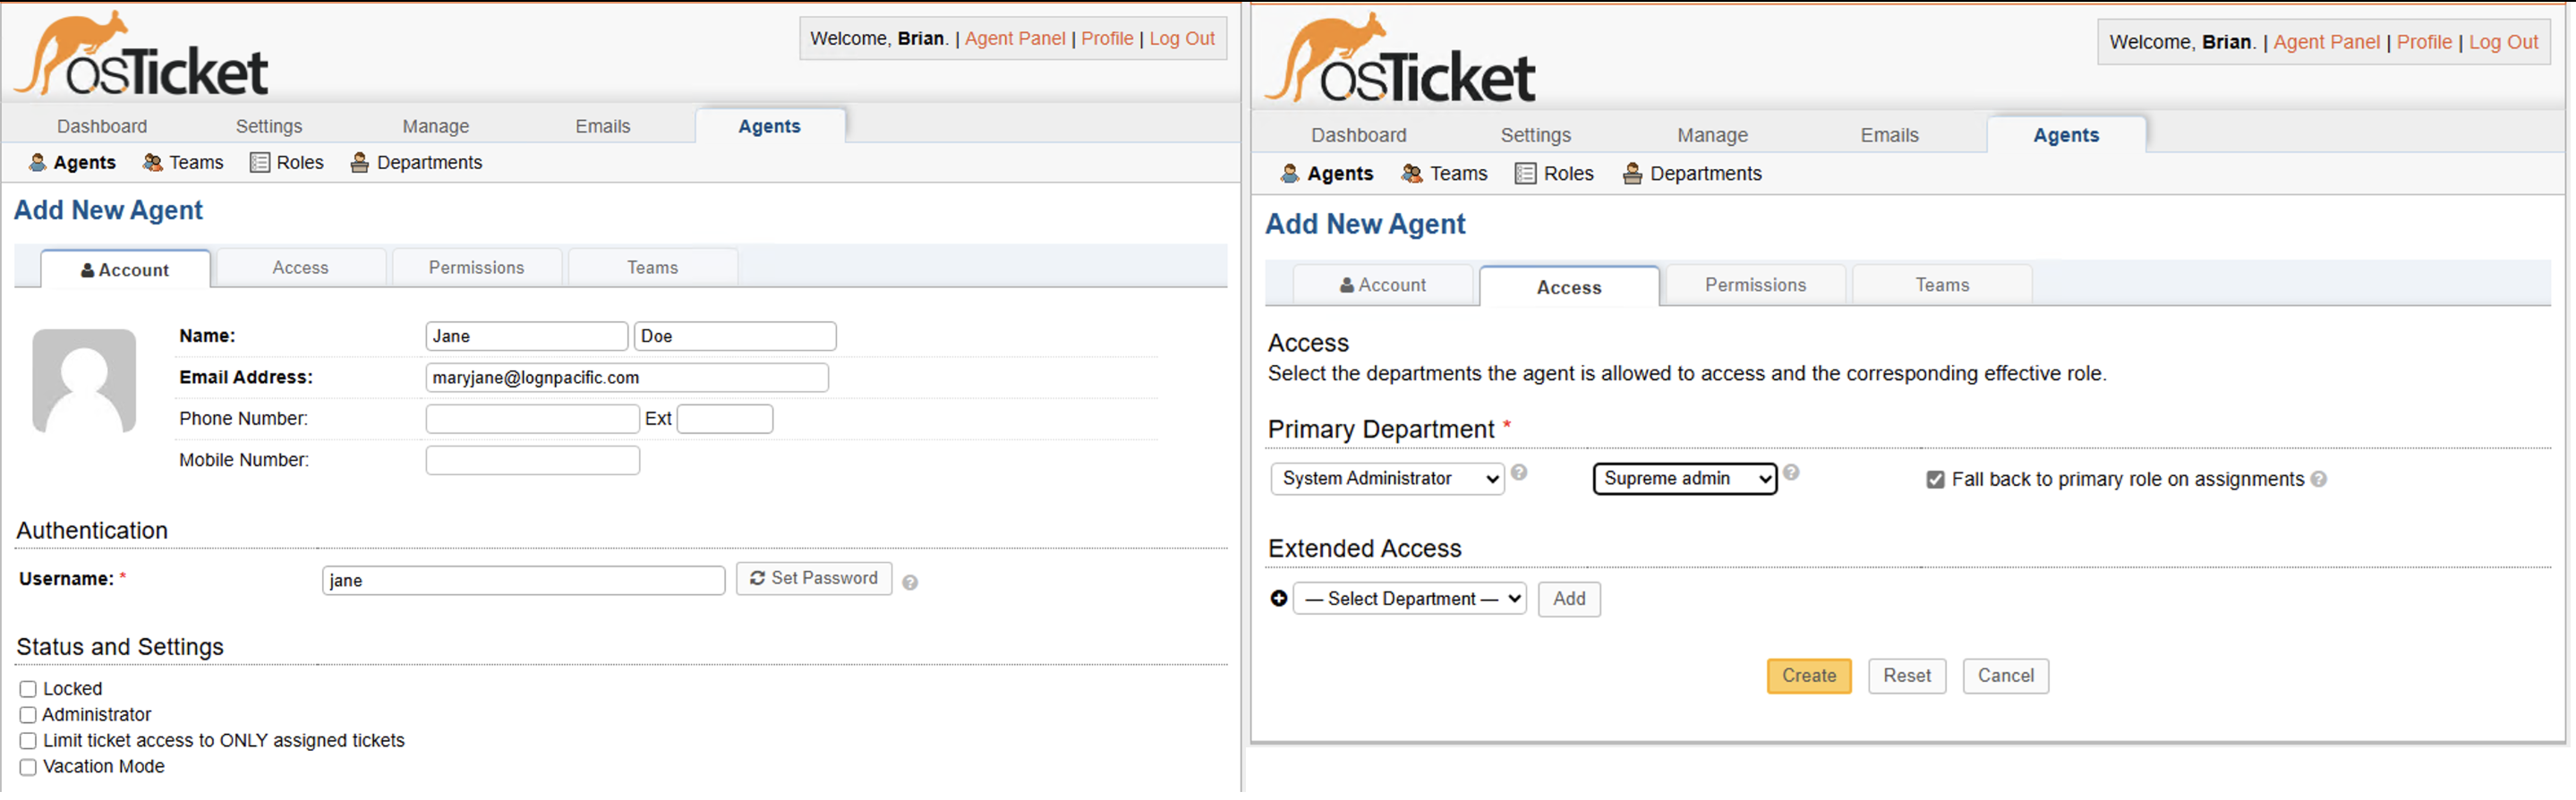 osTicket
Welcome, Brian. | Agent Panel | Profile | Log Out
Dashboard Settings Manage Emails Agents
Agents Teams Roles Departments
Add New Agent
Account Access Permissions Teams
Name: Jane Doe
Email Address: maryjane@lognpacific.com
Phone Number: Ext
Mobile Number:
Authentication
Username: * jane Set Password ?
Status and Settings
Locked
Administrator
Limit ticket access to ONLY assigned tickets
Vacation Mode
osTicket
Welcome, Brian. | Agent Panel | Profile | Log Out
Dashboard Settings Manage Emails Agents
Agents Teams Roles Departments
Add New Agent
Account Access Permissions Teams
Access
Select the departments the agent is allowed to access and the corresponding effective role.
Primary Department *
System Administrator ? Supreme admin ? Fall back to primary role on assignments ?
Extended Access
— Select Department — Add
Create Reset Cancel